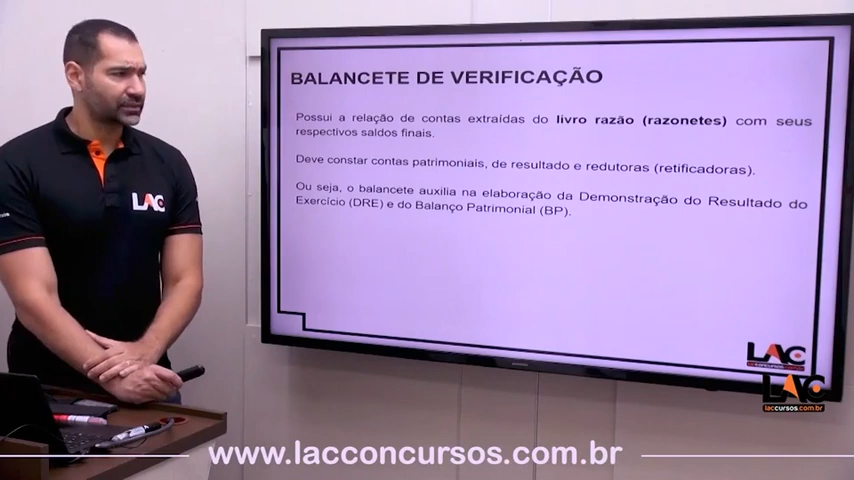 BALANCETE DE VERIFICAÇÃO
Possui a relação de contas extraídas do livro razão (razonetes) com seus
respectivos saldos finais.
Deve constar contas patrimoniais, de resultado e redutoras (retificadoras).
Ou seja, o balancete auxilia na elaboração da Demonstração do Resultado do
Exercício (DRE) e do Balanço Patrimonial (BP).
LAC
LAC
LAC
laccursos.com.br
www.lacconcursos.com.br